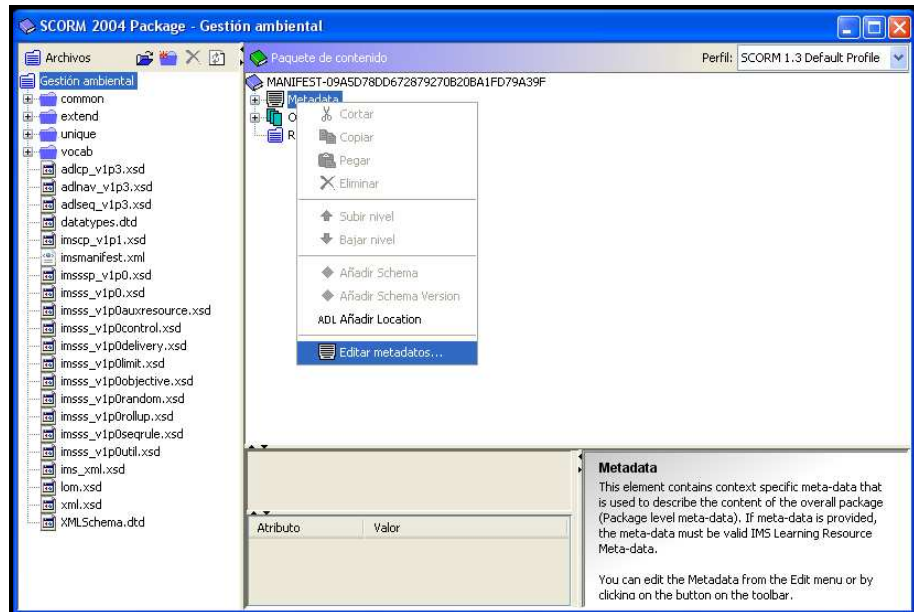 SCORM 2004 Package - Gestión ambiental
Archivos
Paquete de contenido
Perfil: SCORM 1.3 Default Profile
Gestión ambiental
common
extend
unique
vocab
adlcp_v1p3.xsd
adlnav_v1p3.xsd
adlseq_v1p3.xsd
datatypes.dtd
imscp_v1p1.xsd
imsmanifest.xml
imsssp_v1p0.xsd
imsss_v1p0.xsd
imsss_v1p0auxresource.xsd
imsss_v1p0control.xsd
imsss_v1p0delivery.xsd
imsss_v1p0limit.xsd
imsss_v1p0objective.xsd
imsss_v1p0random.xsd
imsss_v1p0rollup.xsd
imsss_v1p0seqrule.xsd
imsss_v1p0util.xsd
ims_xml.xsd
lom.xsd
xml.xsd
XMLSchema.dtd
MANIFEST-09A5D78DD672879270B20BA1FD79A39F
Metadata
O
R
Cortar
Copiar
Pegar
Eliminar
Subir nivel
Bajar nivel
Añadir Schema
Añadir Schema Version
ADL Añadir Location
Editar metadatos...
Atributo Valor
Metadata
This element contains context specific meta-data that
is used to describe the content of the overall package
(Package level meta-data). If meta-data is provided,
the meta-data must be valid IMS Learning Resource
Meta-data.
You can edit the Metadata from the Edit menu or by
clicking on the button on the toolbar.